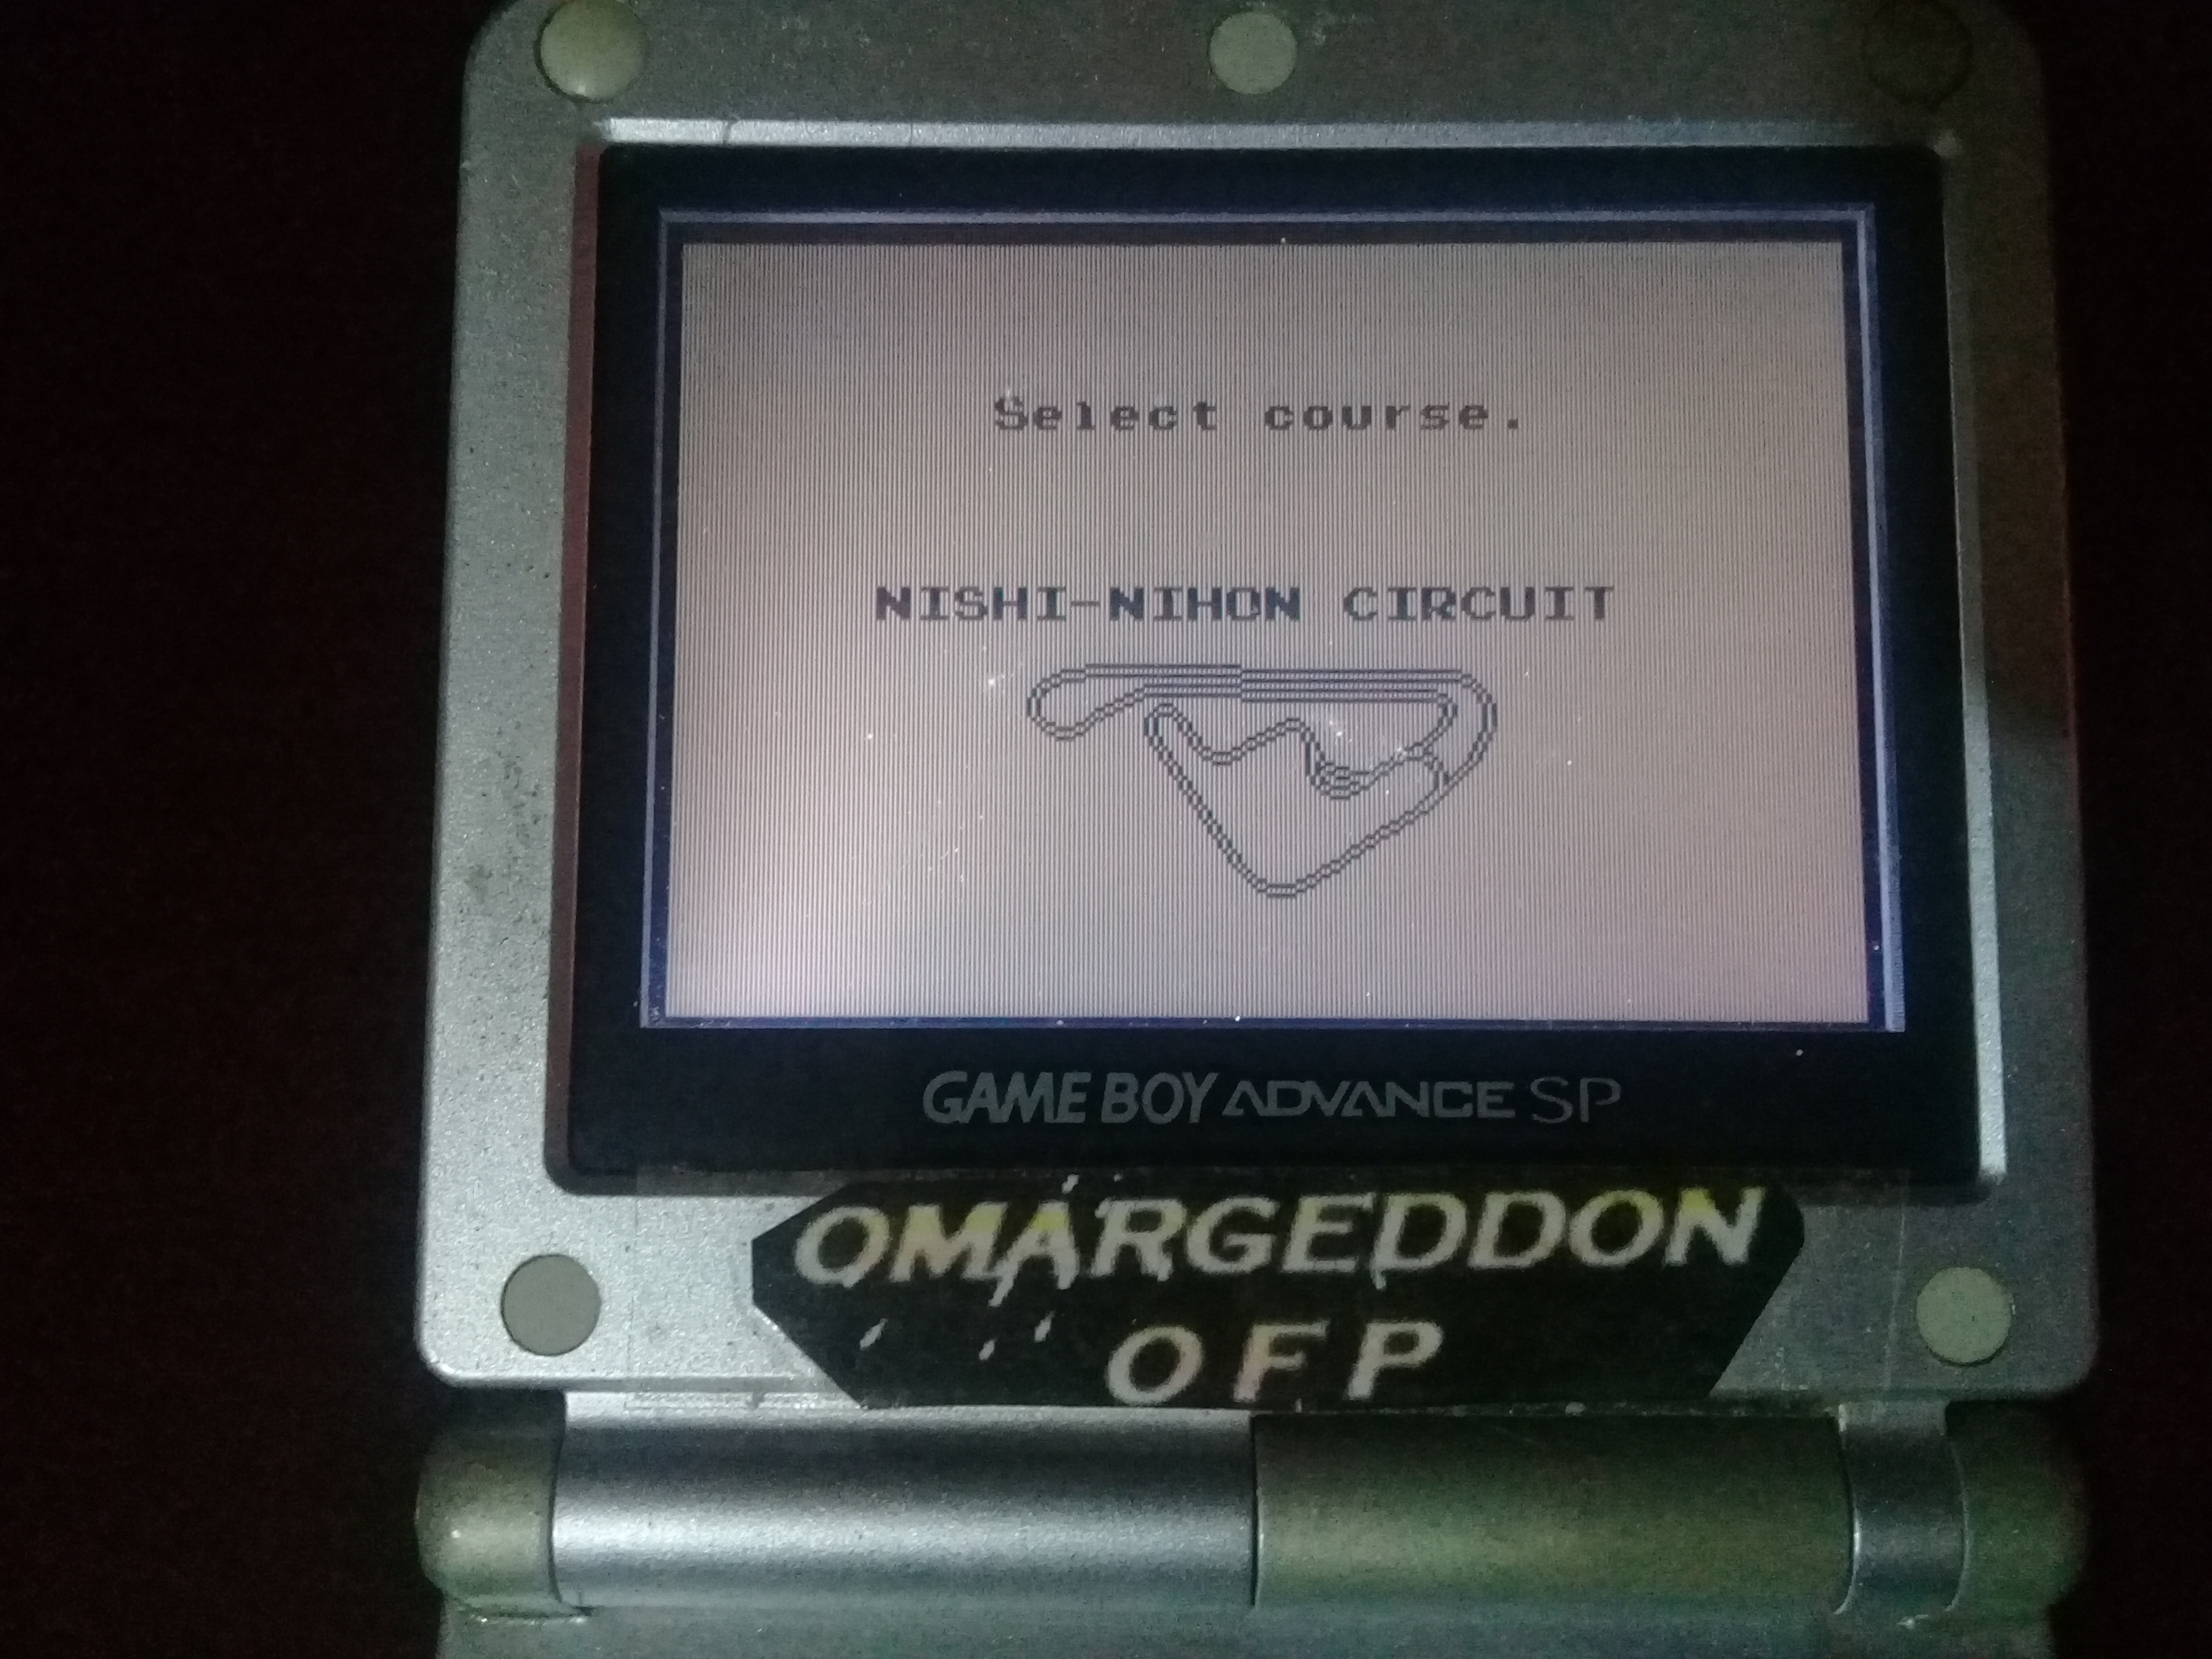 Select course.
NISHI-NIHON CIRCUIT
GAME BOY ADVANCE SP
OMARGEDDON
OFP